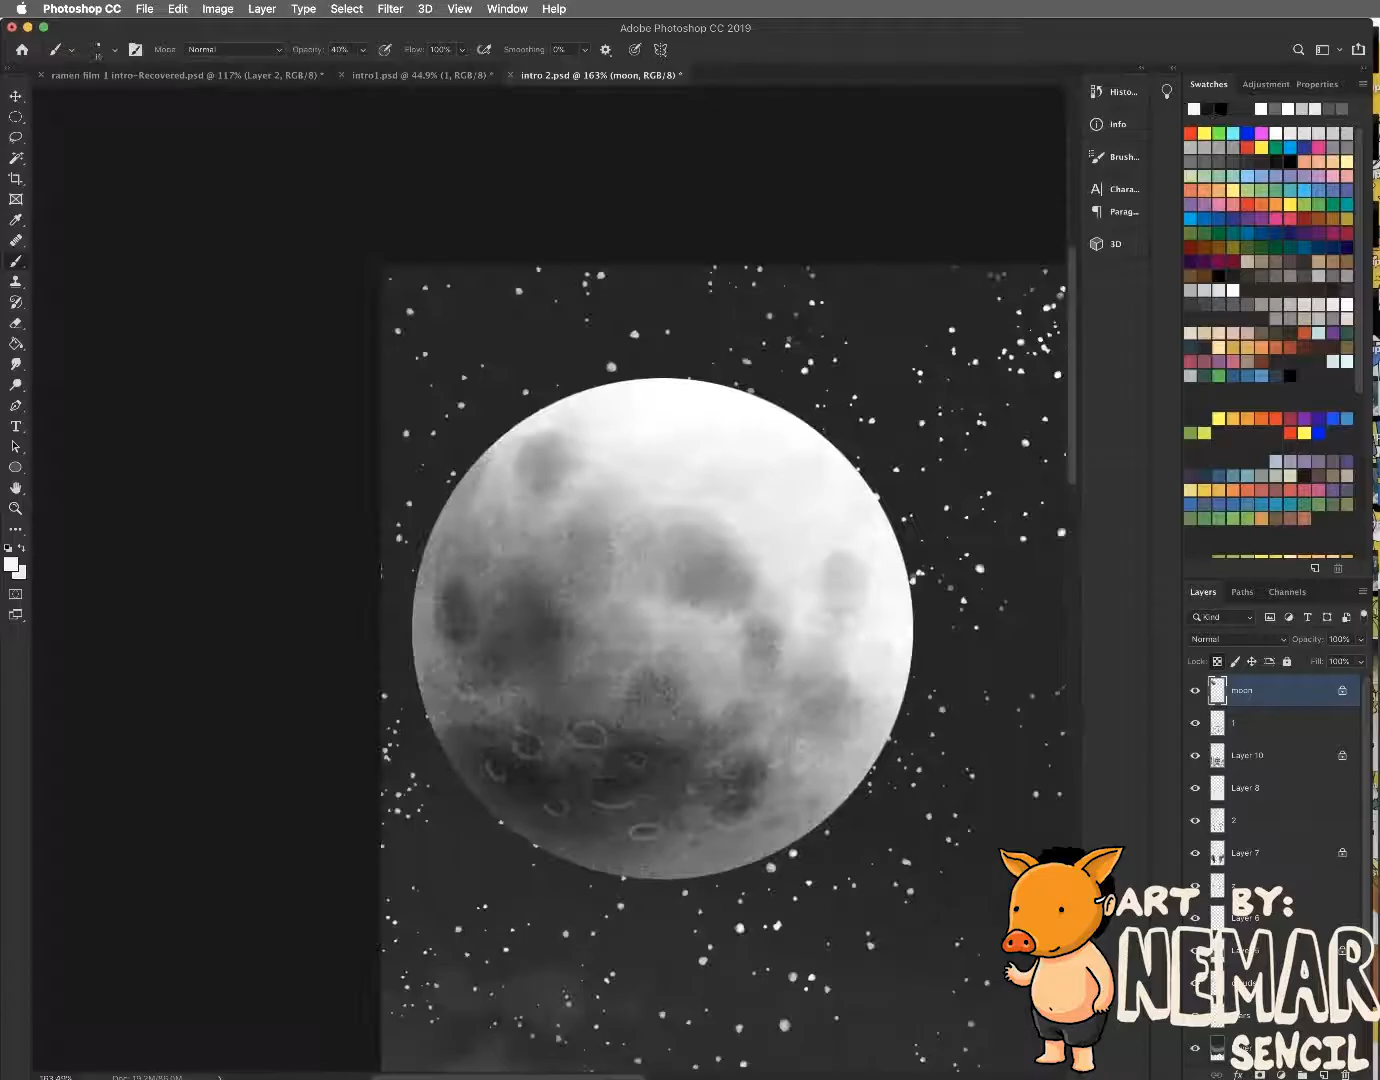 Photoshop CC File Edit Image Layer Type Select Filter 3D View Window Help
Adobe Photoshop CC 2019
Mode: Normal Opacity: 40% Flow: 100% Smoothing: 0%
ramen film 1 intro-Recovered.psd @ 117% (Layer 2, RGB/8) *
intro1.psd @ 44.9% (1, RGB/8) *
intro 2.psd @ 163% (moon, RGB/8) *
Histo...
Info
Brush...
Chara...
Parag...
3D
Swatches Adjustment Properties
Layers Paths Channels
Kind
Normal Opacity: 100%
Lock: Fill: 100%
moon
1
Layer 10
Layer 8
2
Layer 7
Layer 6
ART BY:
NEMAR
SENCIL
163.49%